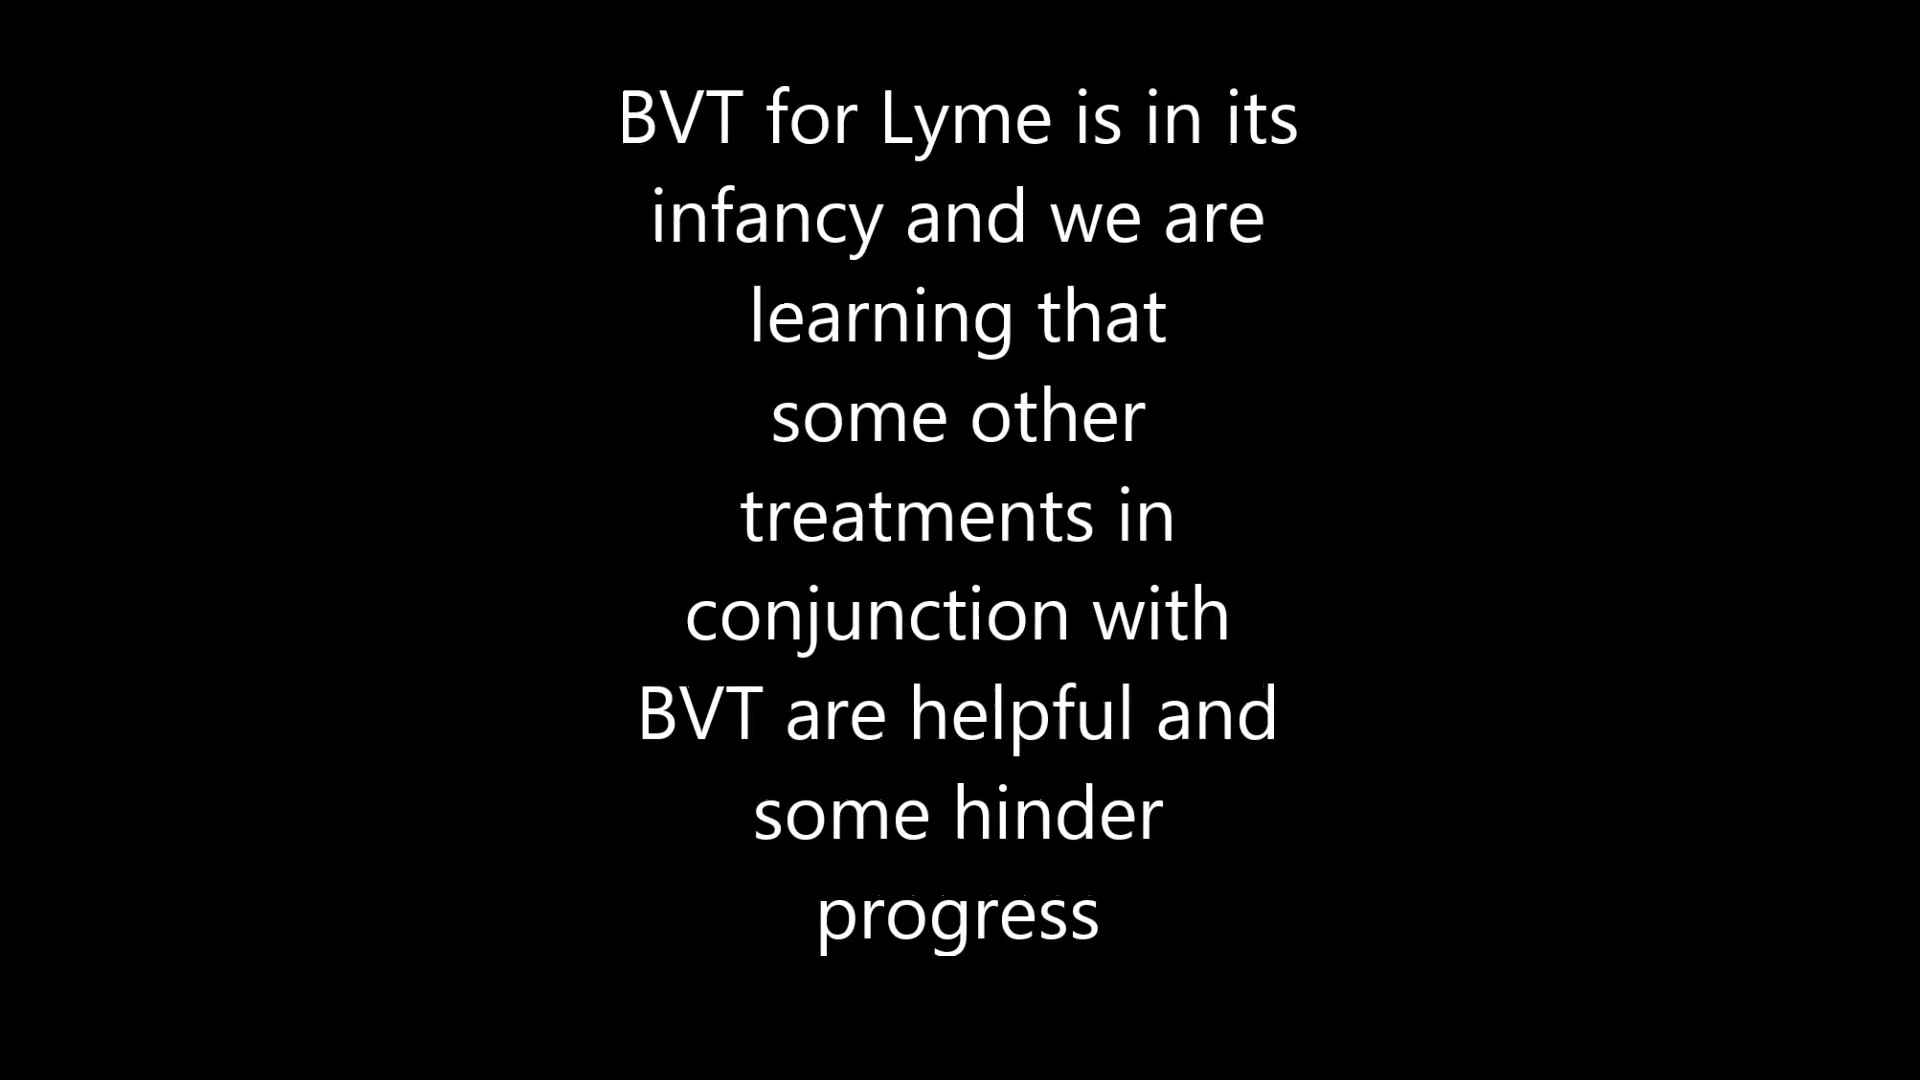 BVT for Lyme is in its
infancy and we are
learning that
some other
treatments in
conjunction with
BVT are helpful and
some hinder
progress